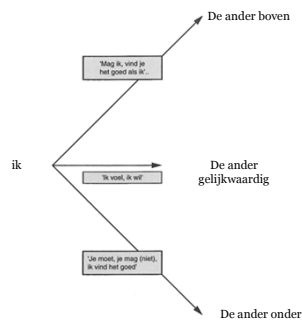 De ander boven
'Mag ik, vind je
het goed als ik'..
ik
De ander
gelijkwaardig
'Ik voel, ik wil'
'Je moet, je mag (niet),
ik vind het goed'
De ander onder